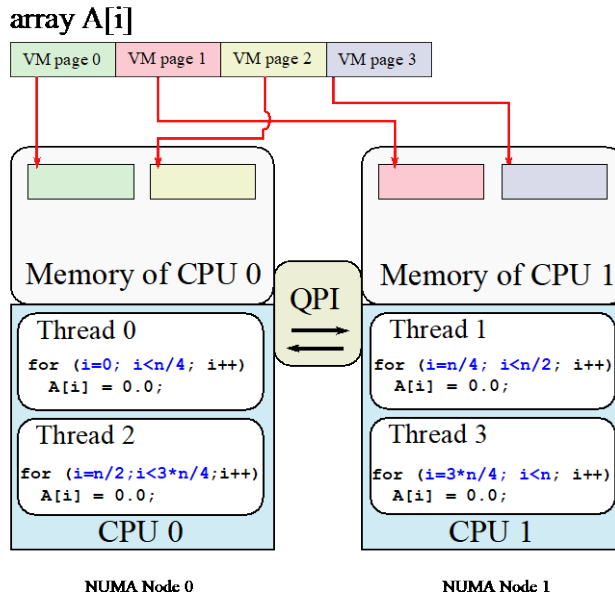 array A[i]
VM page 0 VM page 1 VM page 2 VM page 3
Memory of CPU 0
Memory of CPU 1
QPI
Thread 0
for (i=0; i<n/4; i++)
A[i] = 0.0;
Thread 2
for (i=n/2;i<3*n/4;i++)
A[i] = 0.0;
CPU 0
Thread 1
for (i=n/4; i<n/2; i++)
A[i] = 0.0;
Thread 3
for (i=3*n/4; i<n; i++)
A[i] = 0.0;
CPU 1
NUMA Node 0
NUMA Node 1